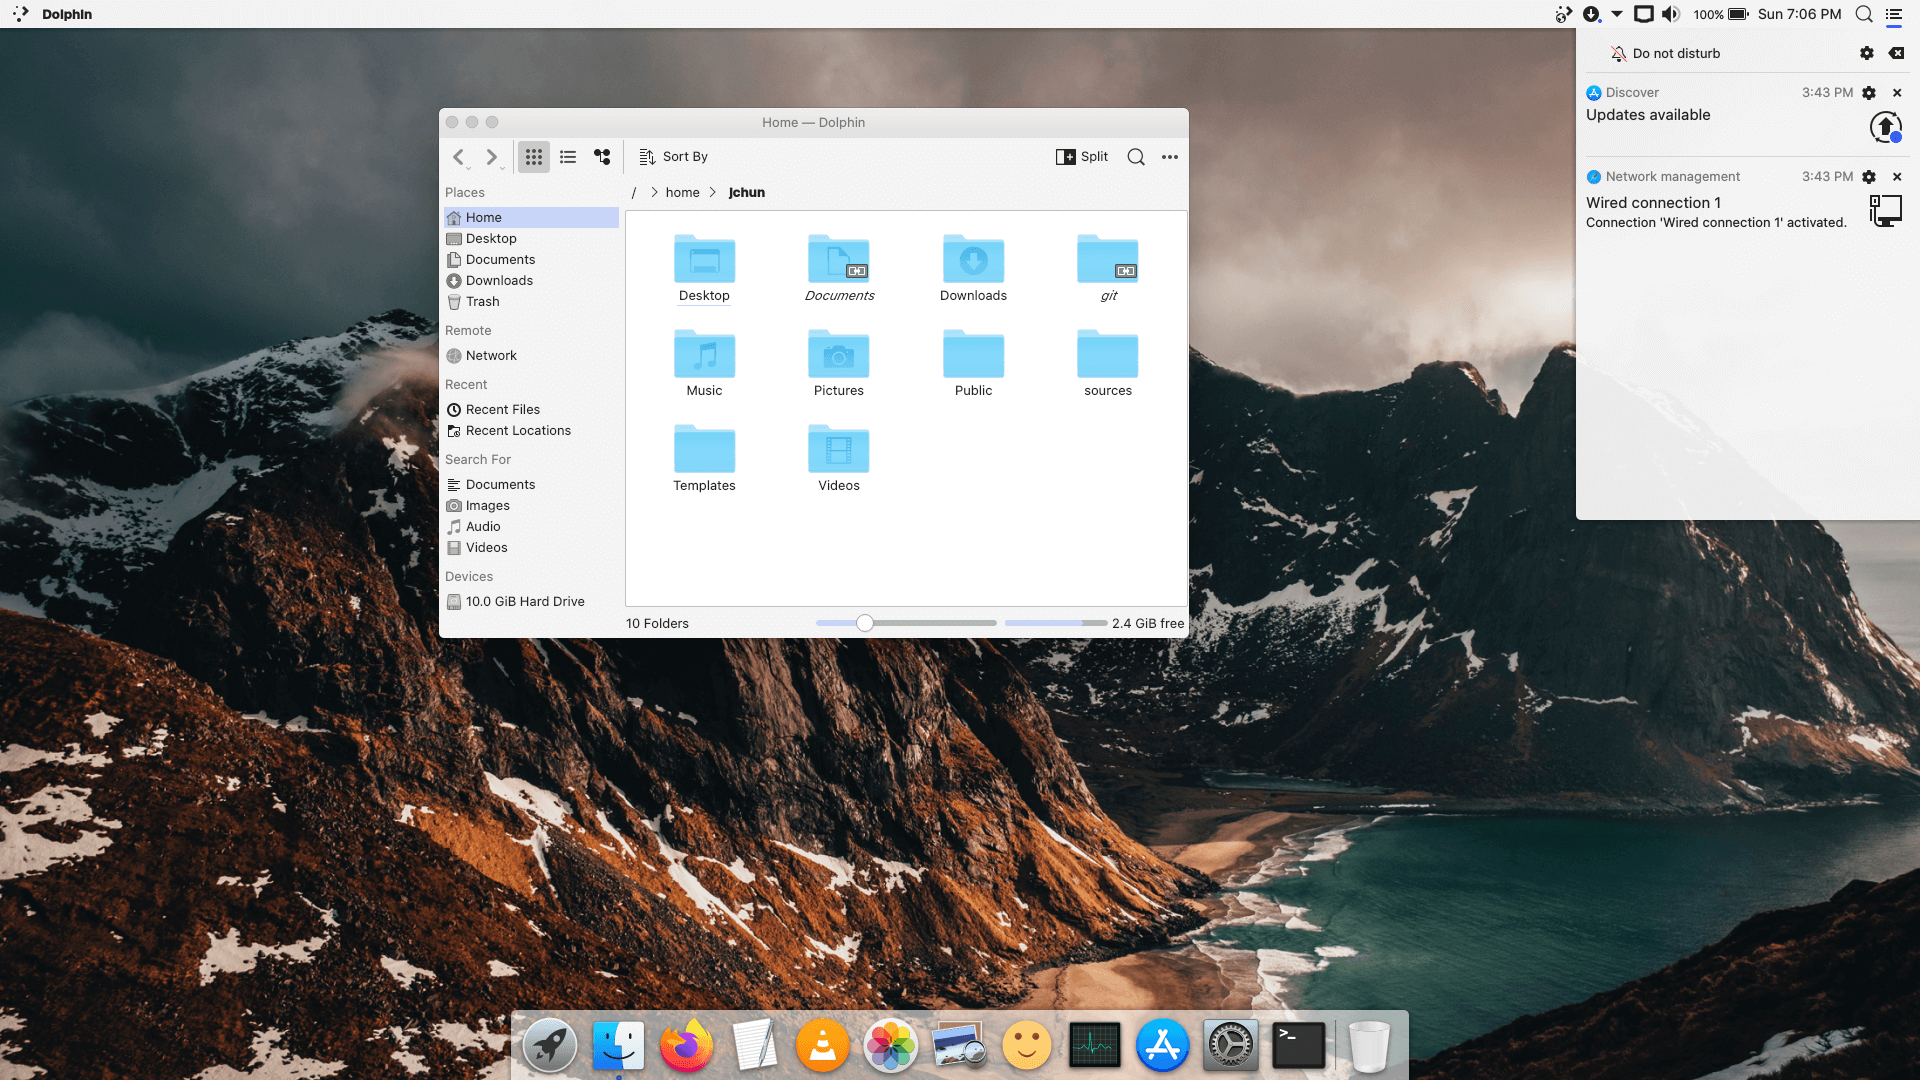 Dolphin
100%
Sun 7:06 PM
Do not disturb
Discover
3:43 PM
Updates available
Network management
3:43 PM
Wired connection 1
Connection 'Wired connection 1' activated.
Home — Dolphin
Sort By
Split
Places
Home
Desktop
Documents
Downloads
Trash
Remote
Network
Recent
Recent Files
Recent Locations
Search For
Documents
Images
Audio
Videos
Devices
10.0 GiB Hard Drive
/ > home > jchun
Desktop
Documents
Downloads
git
Music
Pictures
Public
sources
Templates
Videos
10 Folders
2.4 GiB free
>_